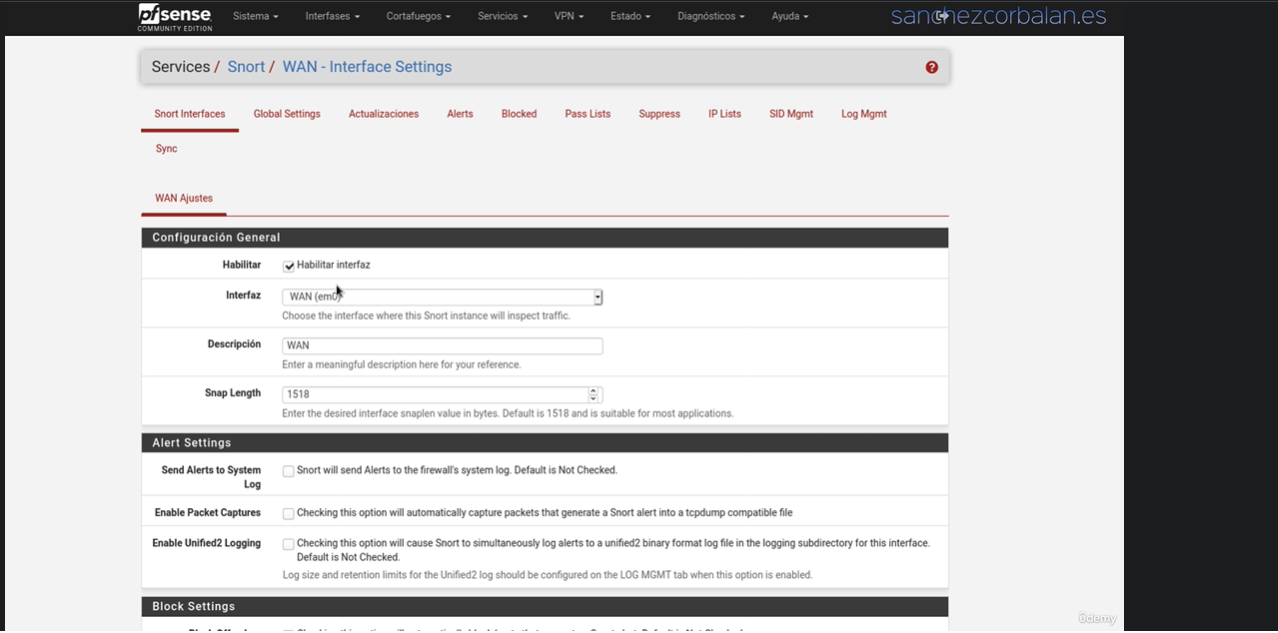 pfsense
COMMUNITY EDITION
Sistema Interfases Cortafuegos Servicios VPN Estado Diagnósticos Ayuda
sanchezcorbalan.es
Services / Snort / WAN - Interface Settings
Snort Interfaces Global Settings Actualizaciones Alerts Blocked Pass Lists Suppress IP Lists SID Mgmt Log Mgmt
Sync
WAN Ajustes
Configuración General
Habilitar Habilitar interfaz
Interfaz WAN (em0)
Choose the interface where this Snort instance will inspect traffic.
Descripción WAN
Enter a meaningful description here for your reference.
Snap Length 1518
Enter the desired interface snaplen value in bytes. Default is 1518 and is suitable for most applications.
Alert Settings
Send Alerts to System Snort will send Alerts to the firewall's system log. Default is Not Checked.
Log
Enable Packet Captures Checking this option will automatically capture packets that generate a Snort alert into a tcpdump compatible file
Enable Unified2 Logging Checking this option will cause Snort to simultaneously log alerts to a unified2 binary format log file in the logging subdirectory for this interface.
Default is Not Checked.
Log size and retention limits for the Unified2 log should be configured on the LOG MGMT tab when this option is enabled.
Block Settings
ûdemy